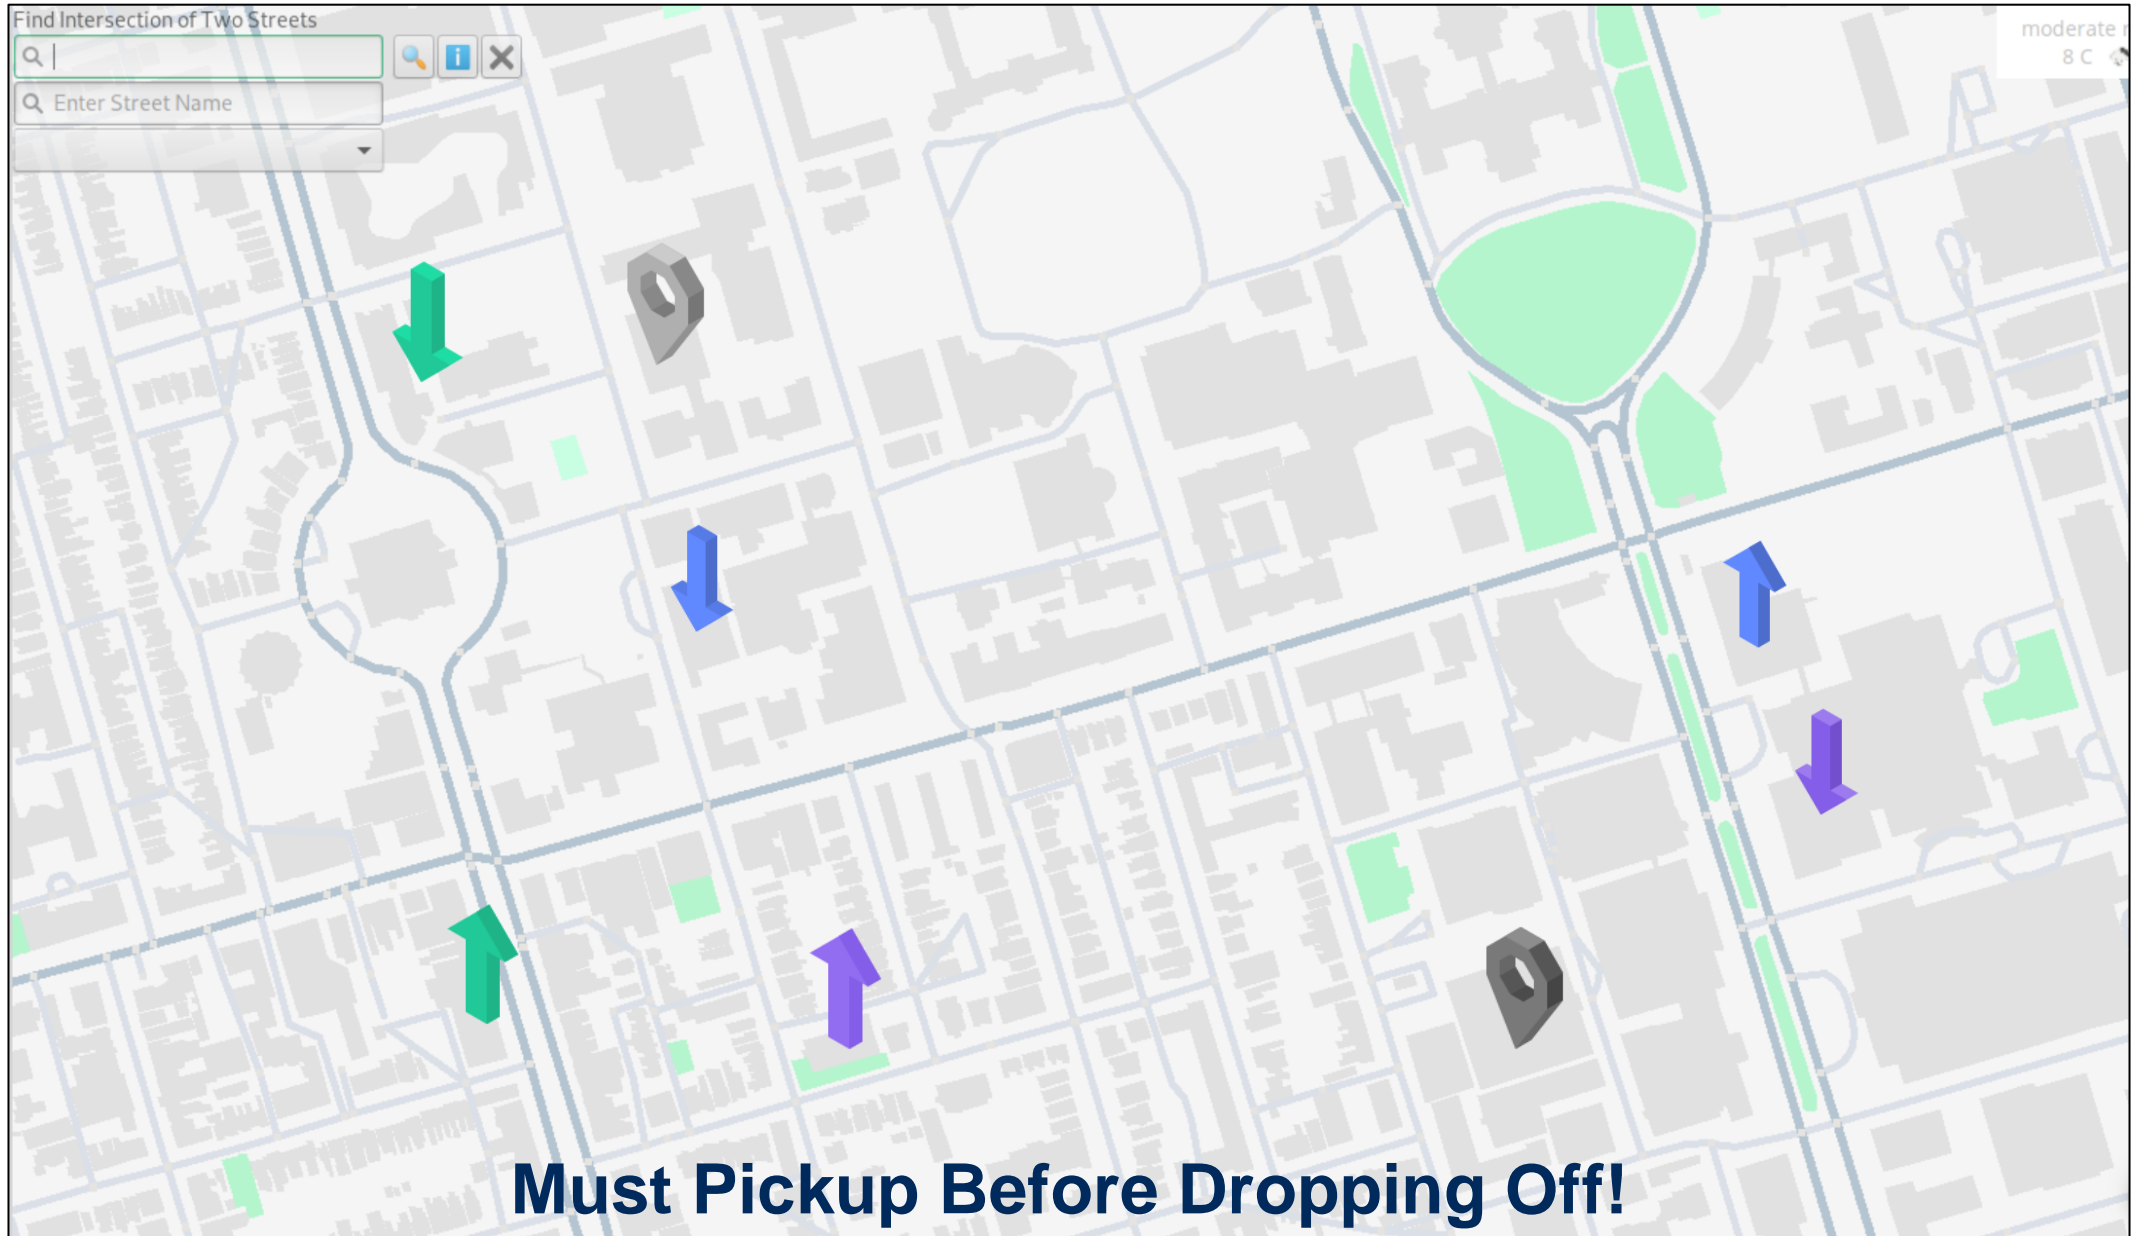 Find Intersection of Two Streets
Enter Street Name
moderate
8 C
Must Pickup Before Dropping Off!